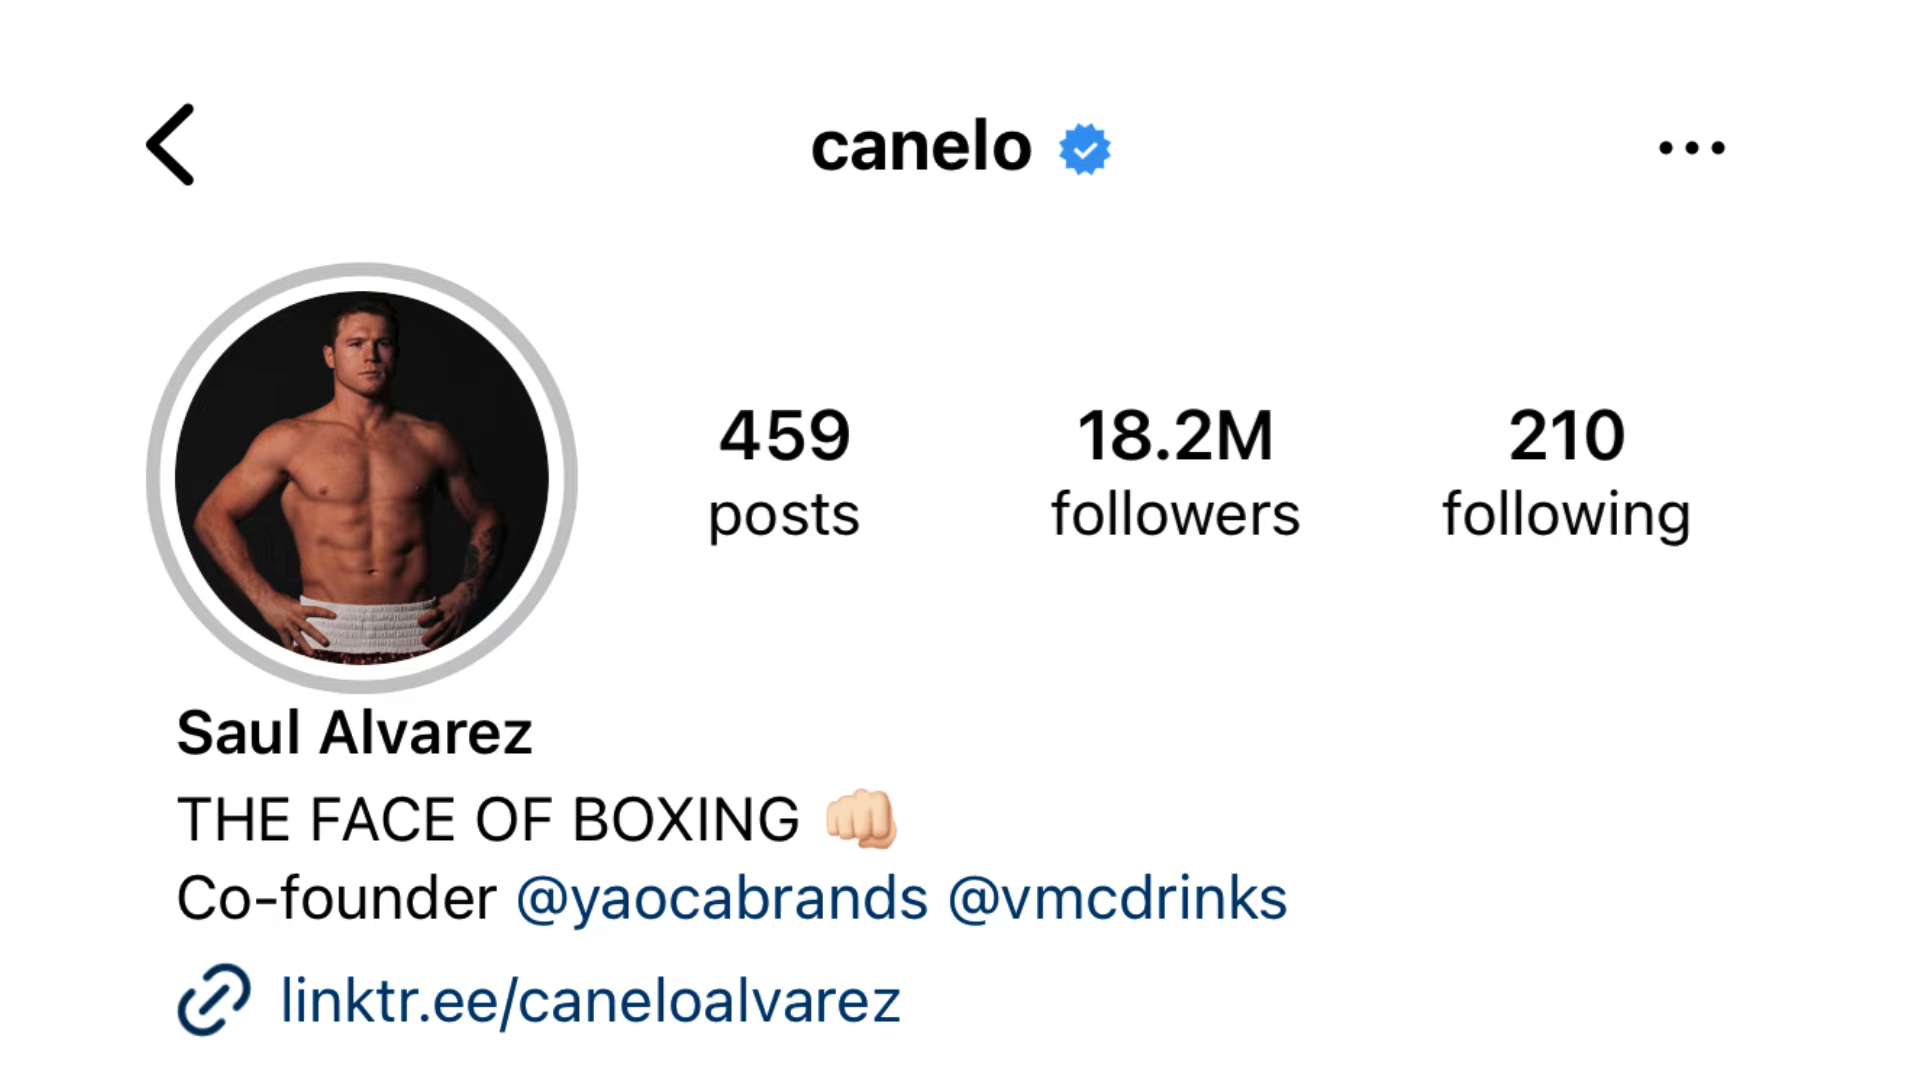 canelo
459 18.2M 210
posts followers following
Saul Alvarez
THE FACE OF BOXING 👊🏻
Co-founder @yaocabrands @vmcdrinks
linktr.ee/caneloalvarez